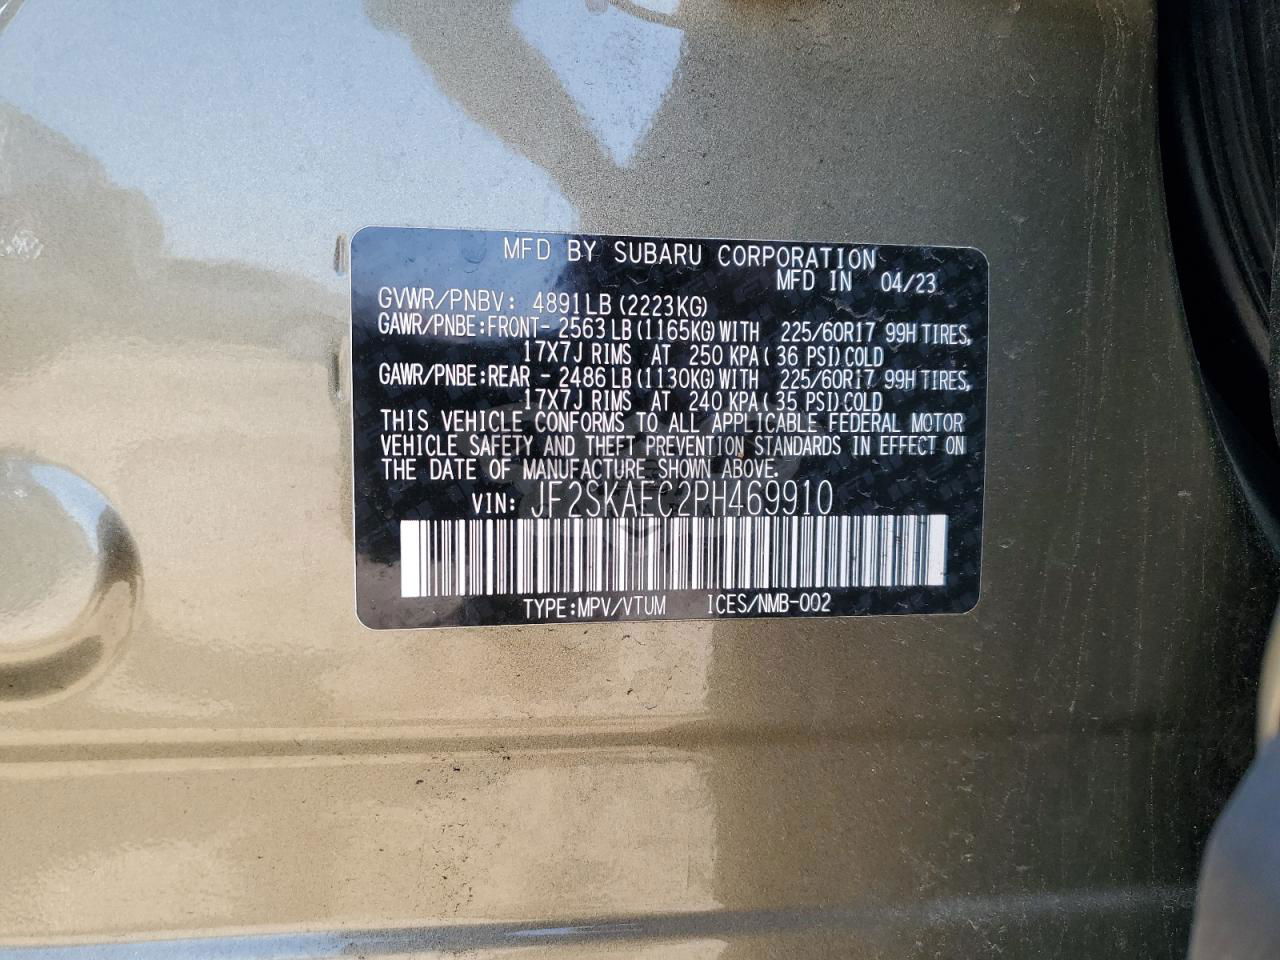 MFD BY SUBARU CORPORATION
MFD IN 04/23
GVWR/PNBV: 4891LB(2223KG)
GAWR/PNBE:FRONT- 2563LB(1165KG)WITH 225/60R17 99H TIRES,
17X7J RIMS AT 250 KPA( 36 PSI)COLD
GAWR/PNBE:REAR - 2486LB(1130KG)WITH 225/60R17 99H TIRES,
17X7J RIMS AT 240 KPA( 35 PSI)COLD
THIS VEHICLE CONFORMS TO ALL APPLICABLE FEDERAL MOTOR
VEHICLE SAFETY AND THEFT PREVENTION STANDARDS IN EFFECT ON
THE DATE OF MANUFACTURE SHOWN ABOVE.
VIN: JF2SKAEC2PH469910
TYPE:MPV/VTUM ICES/NMB-002